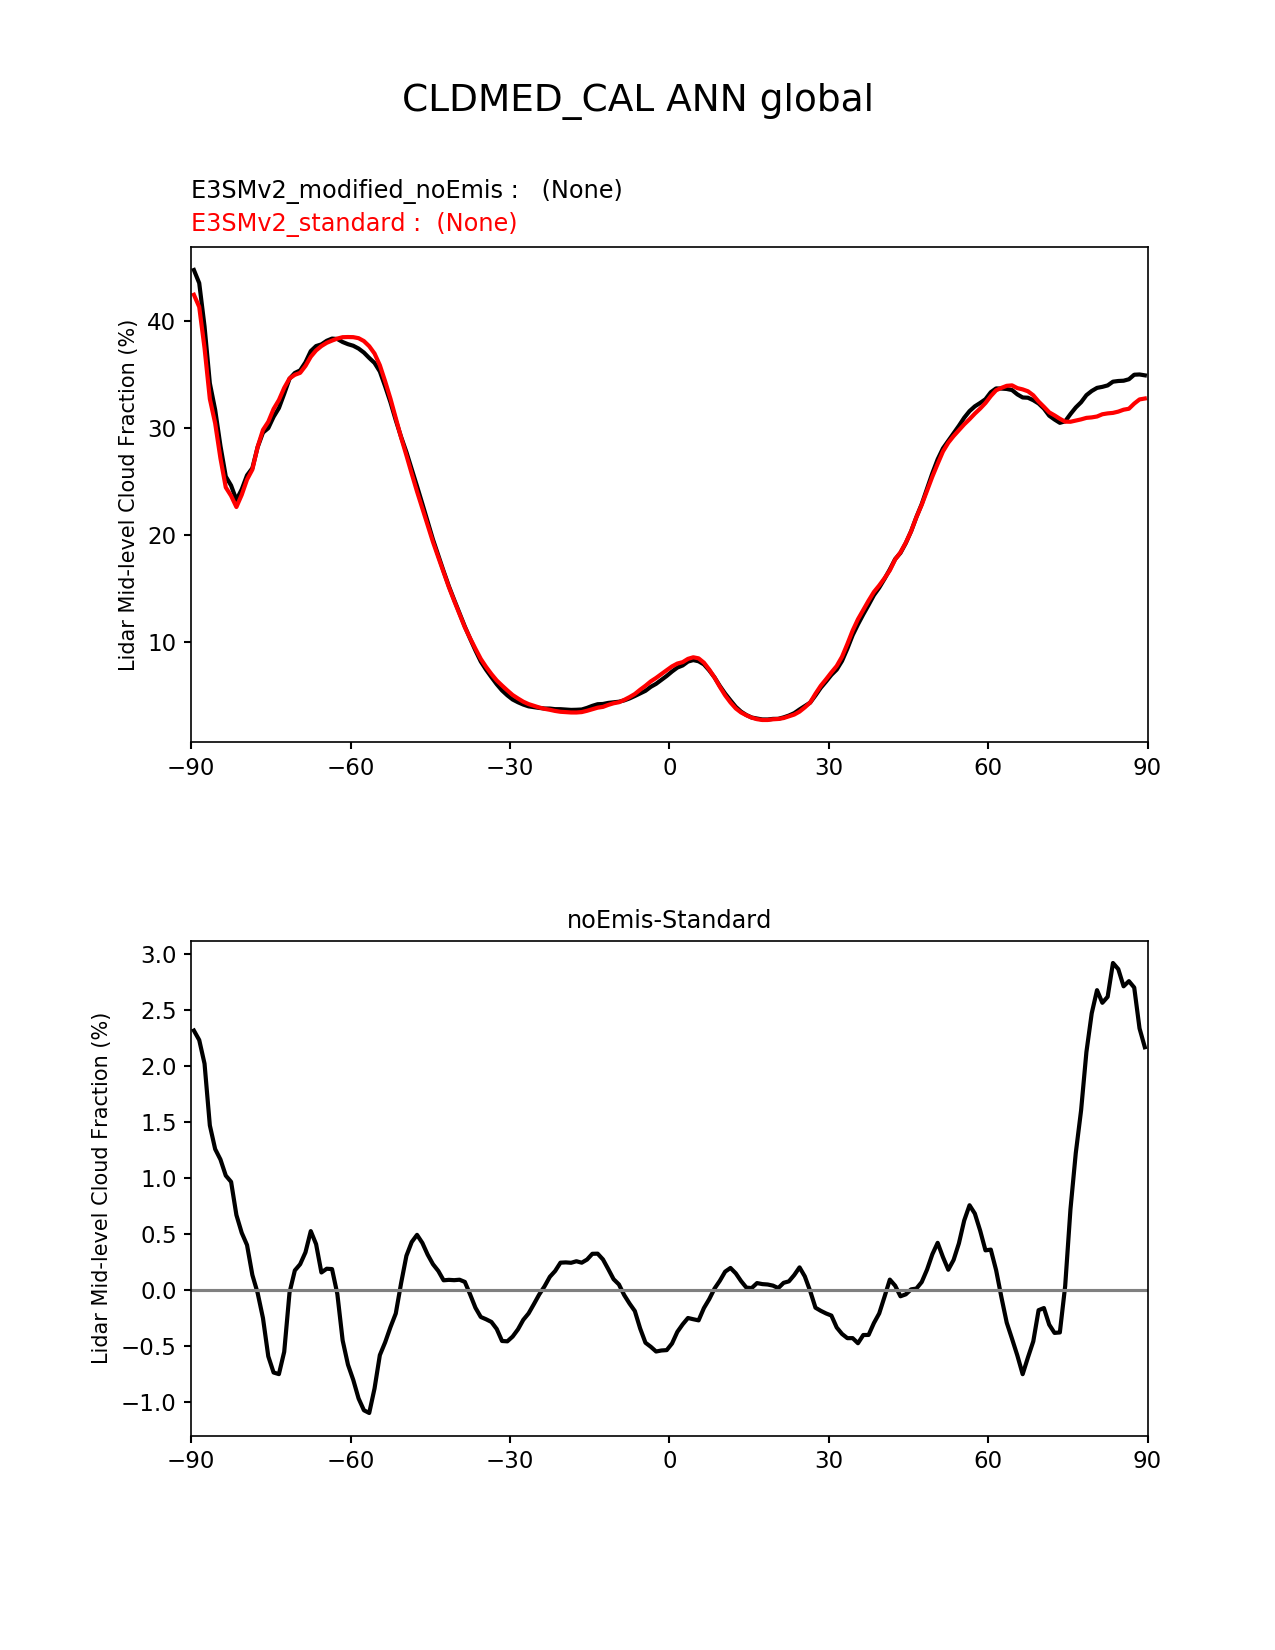 CLDMED_CAL ANN global
E3SMv2_modified_noEmis :   (None)
E3SMv2_standard :  (None)
Lidar Mid-level Cloud Fraction (%)
40
30
20
10
−90 −60 −30 0 30 60 90
noEmis-Standard
Lidar Mid-level Cloud Fraction (%)
3.0
2.5
2.0
1.5
1.0
0.5
0.0
−0.5
−1.0
−90 −60 −30 0 30 60 90